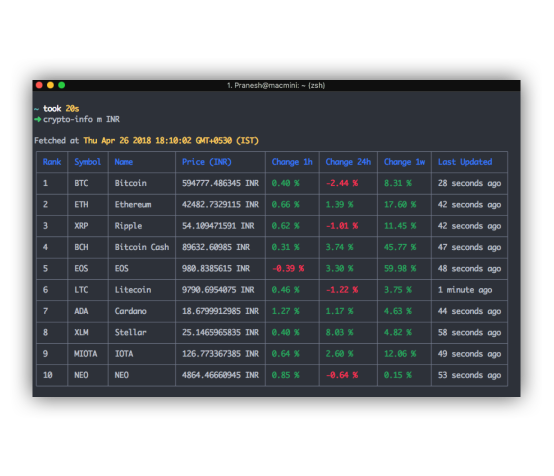 1. Pranesh@macmini: ~ (zsh)
~ took 20s
➜ crypto-info m INR
Fetched at Thu Apr 26 2018 18:10:02 GMT+0530 (IST)
Rank Symbol Name Price (INR) Change 1h Change 24h Change 1w Last Updated
1 BTC Bitcoin 594777.486345 INR 0.40 % -2.44 % 8.31 % 28 seconds ago
2 ETH Ethereum 42482.7329115 INR 0.66 % 1.39 % 17.60 % 42 seconds ago
3 XRP Ripple 54.109471591 INR 0.62 % -1.01 % 11.45 % 42 seconds ago
4 BCH Bitcoin Cash 89632.60985 INR 0.31 % 3.74 % 45.77 % 47 seconds ago
5 EOS EOS 980.8385615 INR -0.39 % 3.30 % 59.98 % 48 seconds ago
6 LTC Litecoin 9790.6954075 INR 0.46 % -1.22 % 3.75 % 1 minute ago
7 ADA Cardano 18.6799912985 INR 1.27 % 1.17 % 4.63 % 44 seconds ago
8 XLM Stellar 25.1465965835 INR 0.40 % 8.03 % 4.82 % 58 seconds ago
9 MIOTA IOTA 126.773367385 INR 0.64 % 2.60 % 12.06 % 49 seconds ago
10 NEO NEO 4864.46660945 INR 0.85 % -0.64 % 0.15 % 53 seconds ago